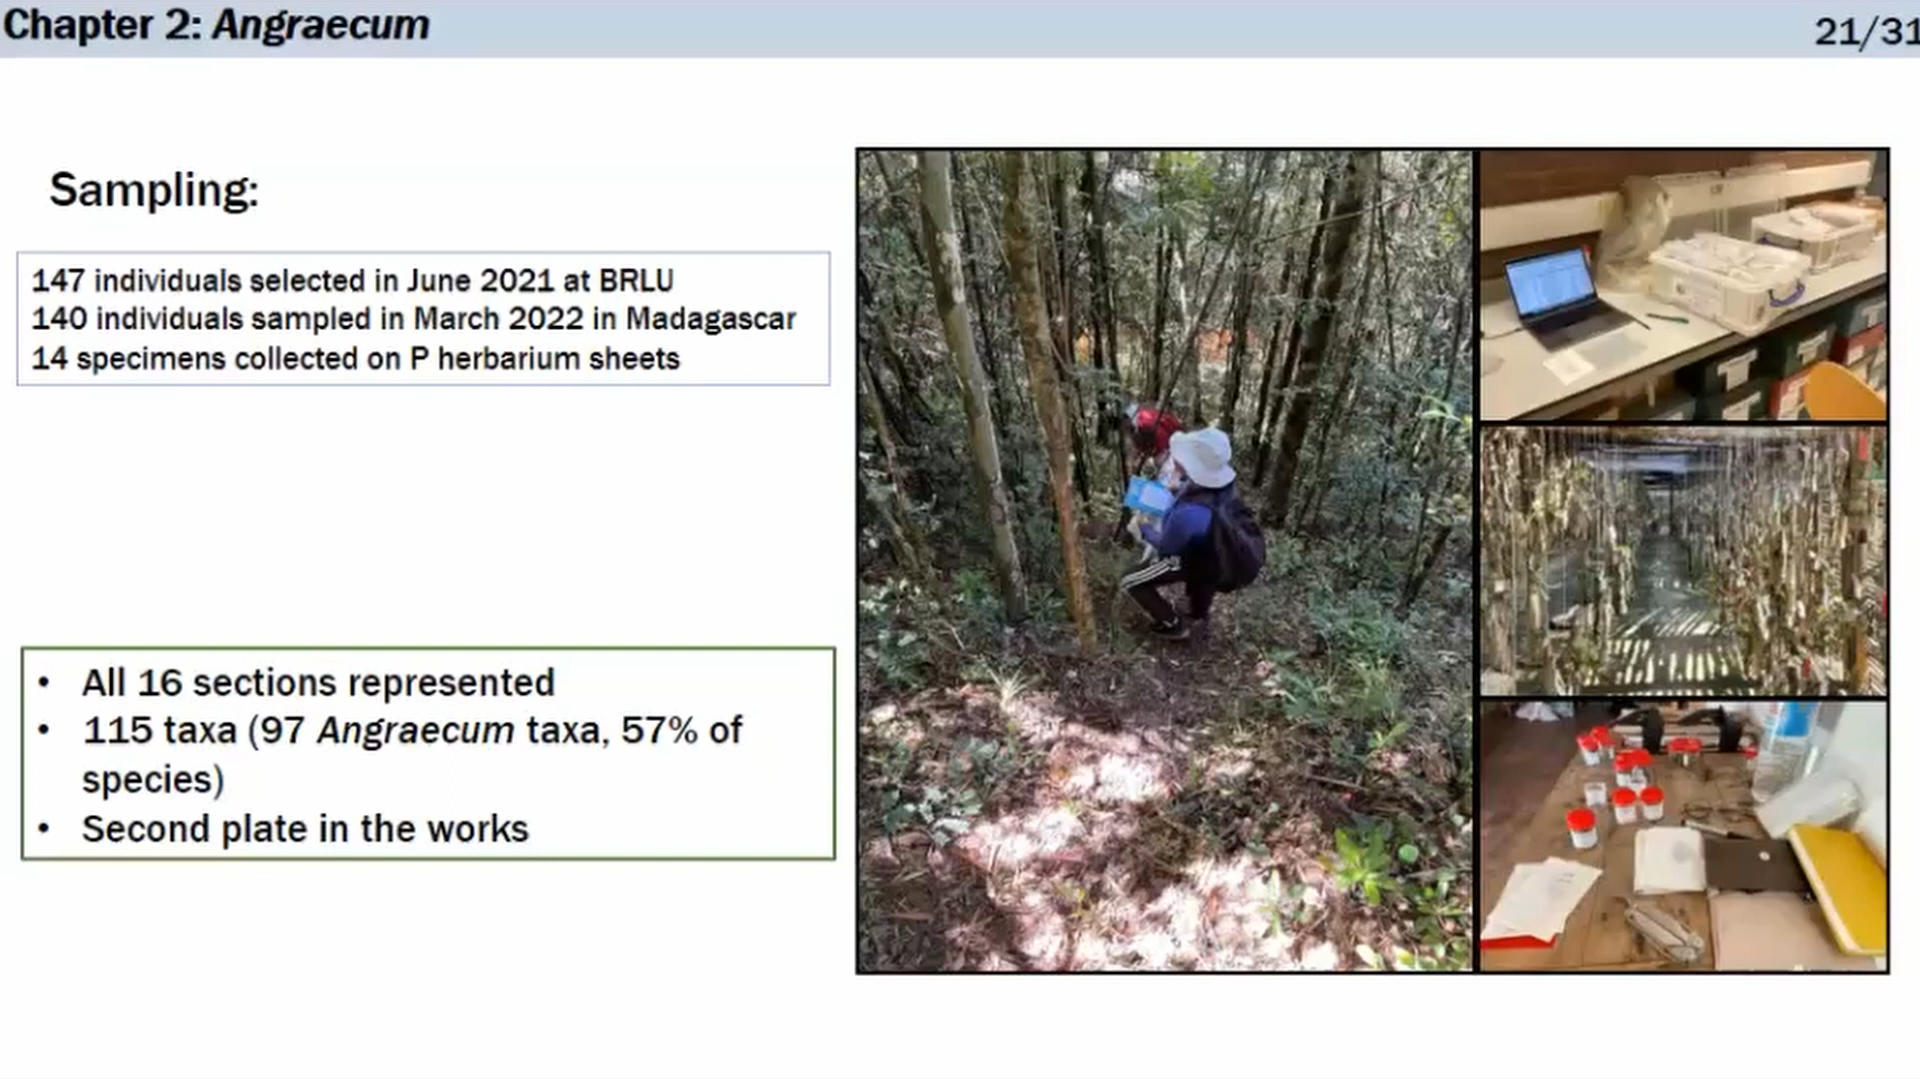 Chapter 2: Angraecum
21/31
Sampling:
147 individuals selected in June 2021 at BRLU
140 individuals sampled in March 2022 in Madagascar
14 specimens collected on P herbarium sheets
• All 16 sections represented
• 115 taxa (97 Angraecum taxa, 57% of
species)
• Second plate in the works